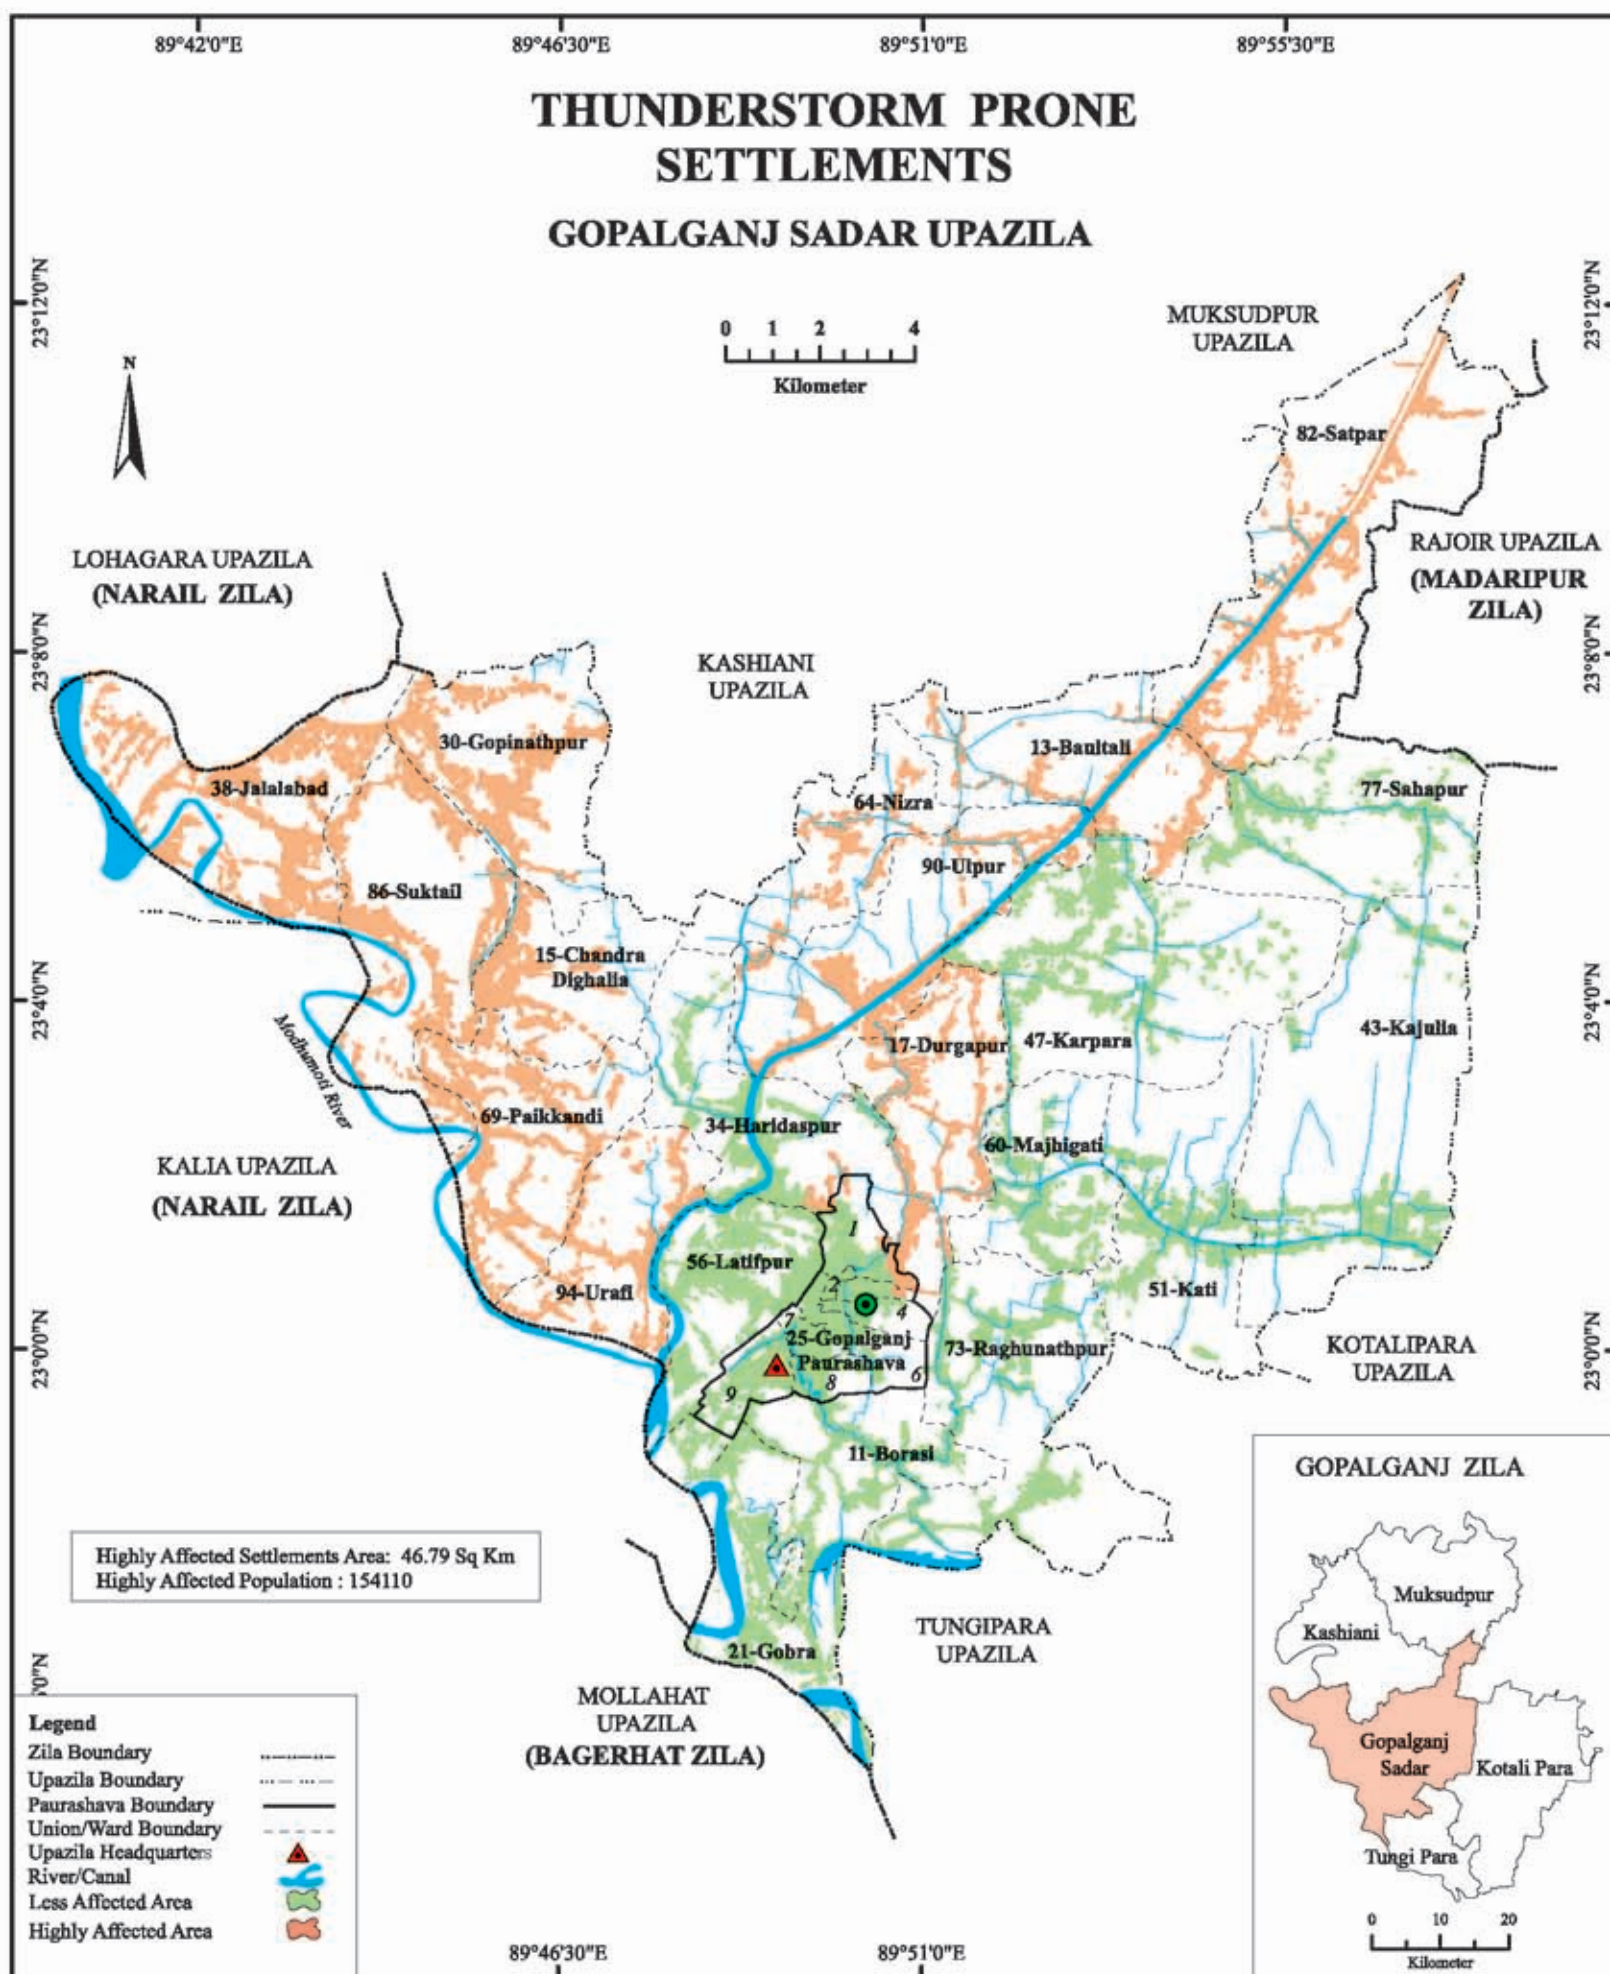 89°42'0"E
89°46'30"E
89°51'0"E
89°55'30"E
THUNDERSTORM PRONE
SETTLEMENTS
GOPALGANJ SADAR UPAZILA
23°12'0"N
23°12'0"N
0 1 2 4
Kilometer
N
MUKSUDPUR
UPAZILA
82-Satpar
LOHAGARA UPAZILA
(NARAIL ZILA)
RAJOIR UPAZILA
(MADARIPUR
ZILA)
23°8'0"N
23°8'0"N
KASHIANI
UPAZILA
30-Gopinathpur
13-Baultali
38-Jalalabad
77-Sahapur
64-Nizra
90-Ulpur
86-Suktail
15-Chandra
Dighalia
23°4'0"N
23°4'0"N
Modhumoti River
17-Durgapur
47-Karpara
43-Kajulia
69-Paikkandi
34-Haridaspur
60-Majhigati
KALIA UPAZILA
(NARAIL ZILA)
1
56-Latifpur
2
94-Urafi
51-Kati
4
7
25-Gopalganj
Paurashava
73-Raghunathpur
6
8
9
23°0'0"N
23°0'0"N
KOTALIPARA
UPAZILA
11-Borasi
Highly Affected Settlements Area: 46.79 Sq Km
Highly Affected Population : 154110
21-Gobra
TUNGIPARA
UPAZILA
MOLLAHAT
UPAZILA
(BAGERHAT ZILA)
GOPALGANJ ZILA
Muksudpur
Kashiani
Gopalganj
Sadar
Kotali Para
Tungi Para
0 10 20
Kilometer
0"N
Legend
Zila Boundary
Upazila Boundary
Paurashava Boundary
Union/Ward Boundary
Upazila Headquarters
River/Canal
Less Affected Area
Highly Affected Area
89°46'30"E
89°51'0"E